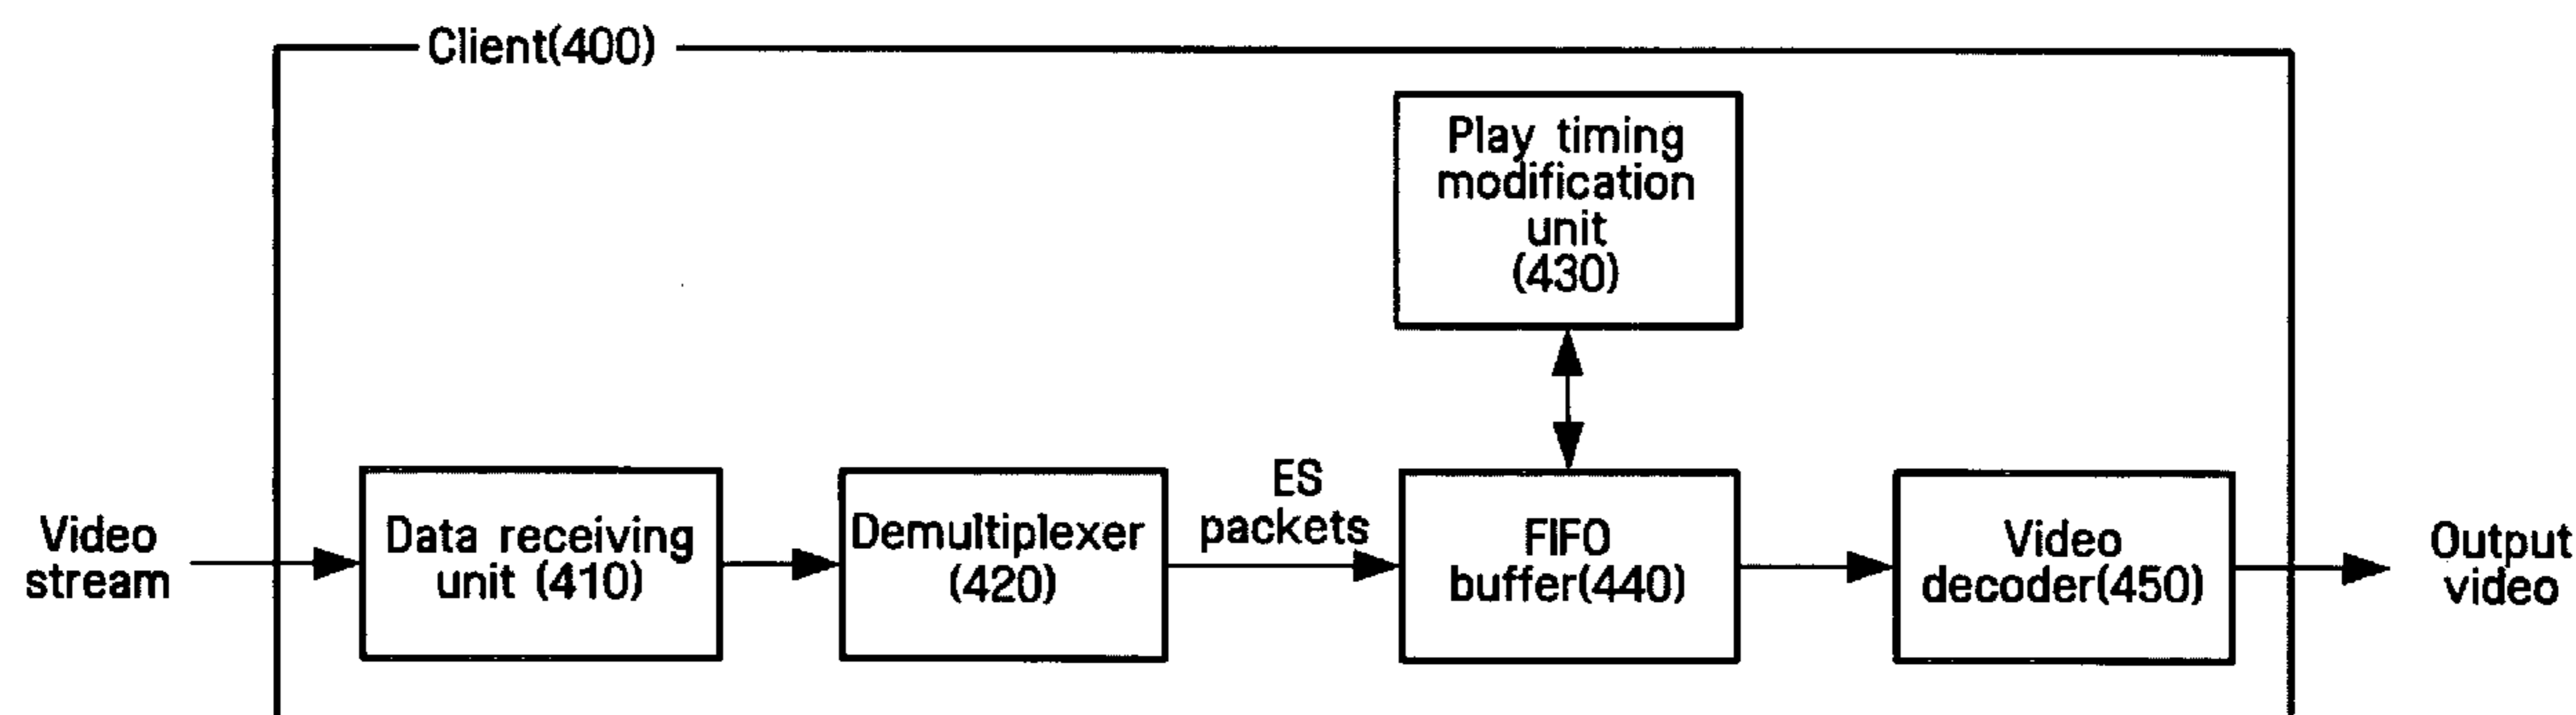 Client(400)
Play timing
modification
unit
(430)
Video
stream
Data receiving
unit (410)
Demultiplexer
(420)
ES
packets
FIFO
buffer(440)
Video
decoder(450)
Output
video